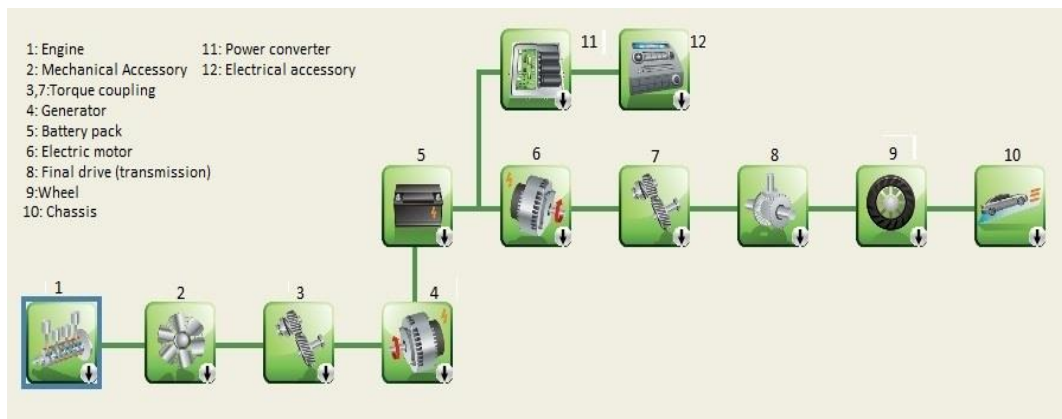 1: Engine
2: Mechanical Accessory
3,7:Torque coupling
4: Generator
5: Battery pack
6: Electric motor
8: Final drive (transmission)
9:Wheel
10: Chassis
11: Power converter
12: Electrical accessory
11
12
5
6
7
8
9
10
1
2
3
4